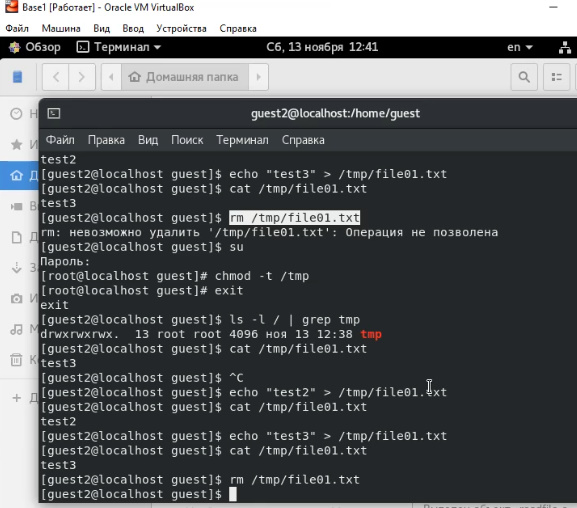 Base1 [Работает] - Oracle VM VirtualBox
Файл Машина Вид Ввод Устройства Справка
Обзор Терминал Сб, 13 ноября 12:41 en
Домашняя папка
guest2@localhost:/home/guest
Файл Правка Вид Поиск Терминал Справка
test2
[guest2@localhost guest]$ echo "test3" > /tmp/file01.txt
[guest2@localhost guest]$ cat /tmp/file01.txt
test3
[guest2@localhost guest]$ rm /tmp/file01.txt
rm: невозможно удалить '/tmp/file01.txt': Операция не позволена
[guest2@localhost guest]$ su
Пароль:
[root@localhost guest]# chmod -t /tmp
[root@localhost guest]# exit
exit
[guest2@localhost guest]$ ls -l / | grep tmp
drwxrwxrwx. 13 root root 4096 ноя 13 12:38 tmp
[guest2@localhost guest]$ cat /tmp/file01.txt
test3
[guest2@localhost guest]$ ^C
[guest2@localhost guest]$ echo "test2" > /tmp/file01.txt
[guest2@localhost guest]$ cat /tmp/file01.txt
test2
[guest2@localhost guest]$ echo "test3" > /tmp/file01.txt
[guest2@localhost guest]$ cat /tmp/file01.txt
test3
[guest2@localhost guest]$ rm /tmp/file01.txt
[guest2@localhost guest]$